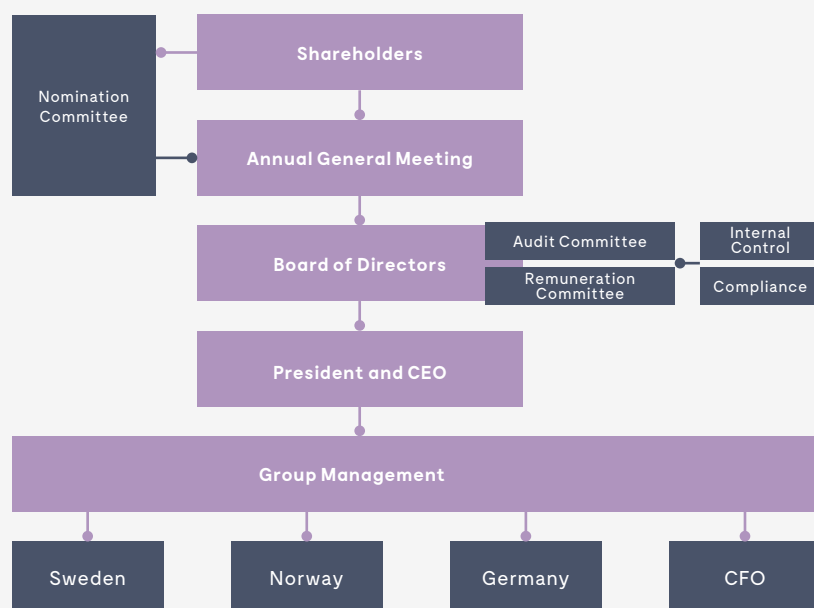 Shareholders
Nomination
Committee
Annual General Meeting
Board of Directors
Audit Committee
Internal
Control
Remuneration
Committee
Compliance
President and CEO
Group Management
Sweden
Norway
Germany
CFO